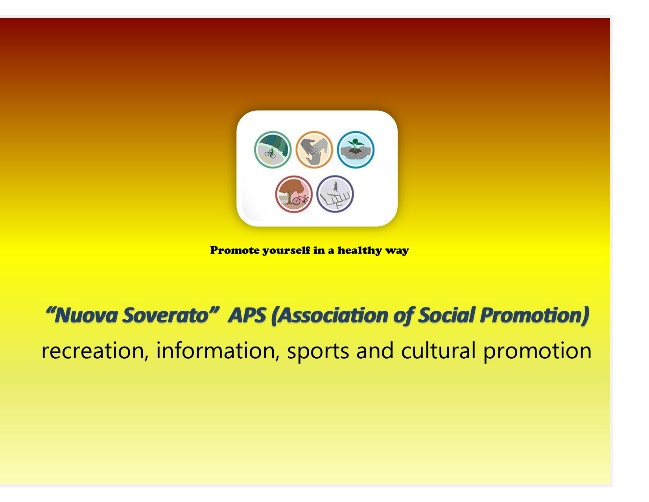 Promote yourself in a healthy way
“Nuova Soverato”  APS (Association of Social Promotion)
recreation, information, sports and cultural promotion